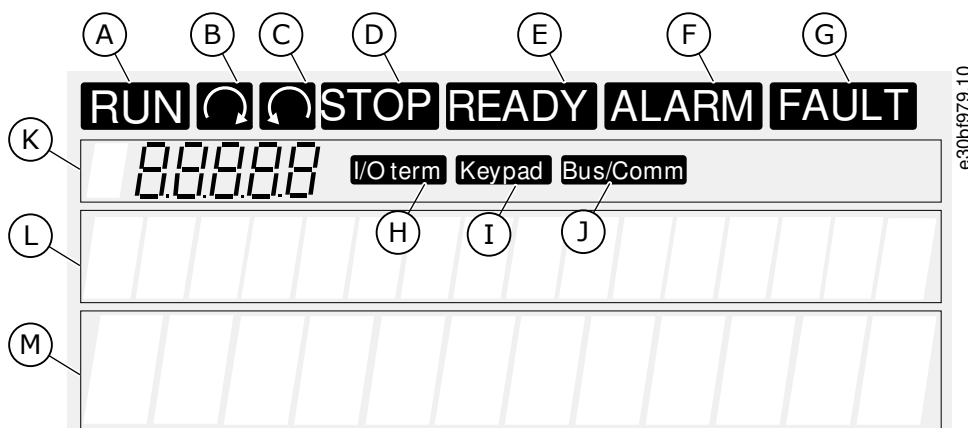 A B C D E F G
RUN STOP READY ALARM FAULT
K 8.8.8.8.8 I/O term Keypad Bus/Comm
H I J
L
M
e30bf979.10